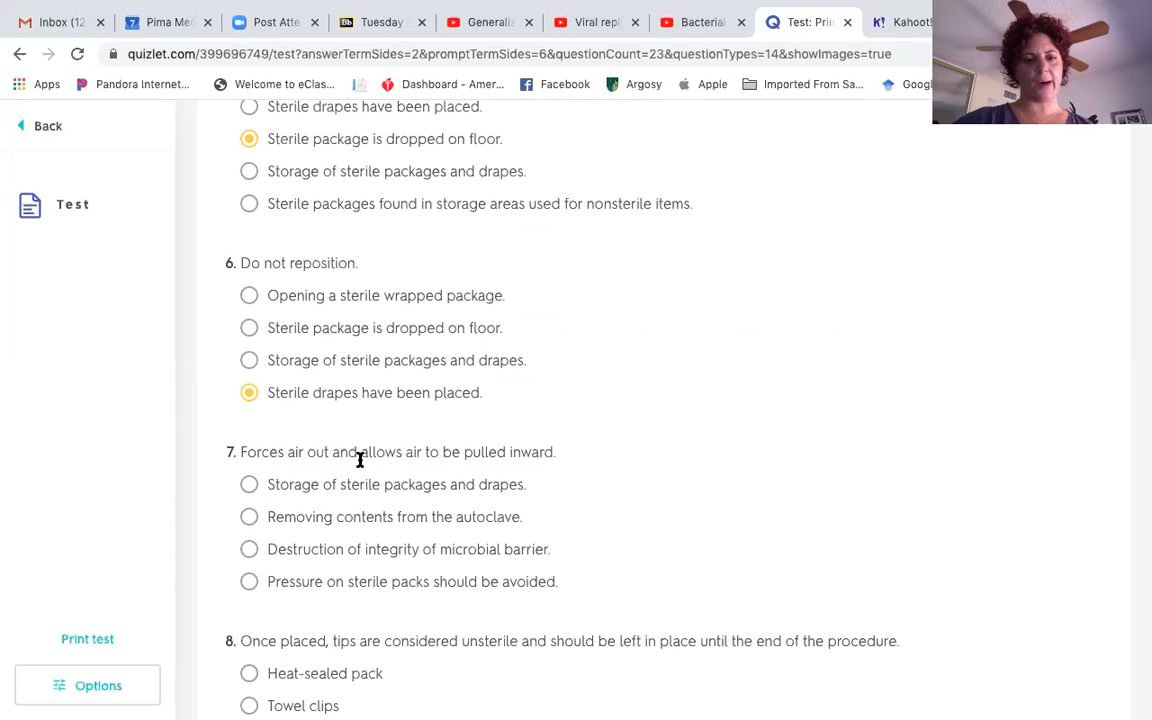 Inbox (12
Pima Mec
Post Atte
Tuesday
Generaliz
Viral repl
Bacterial
Test: Prin
Kahoot!
quizlet.com/399696749/test?answerTermSides=2&promptTermSides=6&questionCount=23&questionTypes=14&showImages=true
Apps
Pandora Internet...
Welcome to eClas...
Dashboard - Amer...
Facebook
Argosy
Apple
Imported From Sa...
Goog
Back
Test
Sterile drapes have been placed.
Sterile package is dropped on floor.
Storage of sterile packages and drapes.
Sterile packages found in storage areas used for nonsterile items.
6. Do not reposition.
Opening a sterile wrapped package.
Sterile package is dropped on floor.
Storage of sterile packages and drapes.
Sterile drapes have been placed.
7. Forces air out and allows air to be pulled inward.
Storage of sterile packages and drapes.
Removing contents from the autoclave.
Destruction of integrity of microbial barrier.
Pressure on sterile packs should be avoided.
8. Once placed, tips are considered unsterile and should be left in place until the end of the procedure.
Heat-sealed pack
Towel clips
Print test
Options